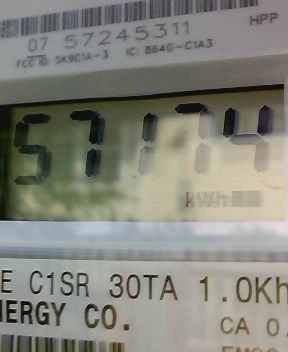 HPP
07 57245311
FCC ID: SK9C1A-3 IC: 864G-C1A3
57174
kWh
E C1SR 30TA 1.0Kh
NERGY CO.
CA 0.